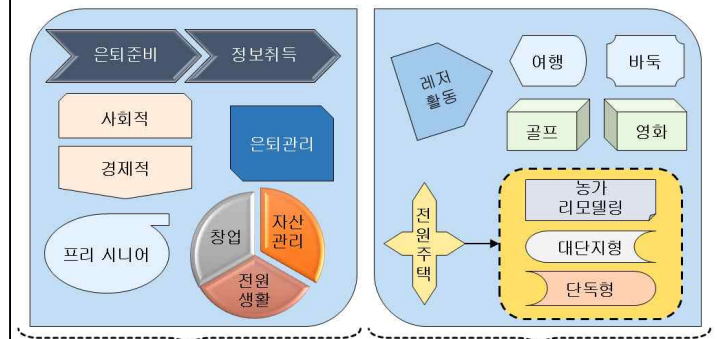 은퇴준비
정보취득
사회적
경제적
은퇴관리
프리 시니어
창업
자산
관리
전원
생활
레저
활동
여행
바둑
골프
영화
전원주택
농가
리모델링
대단지형
단독형